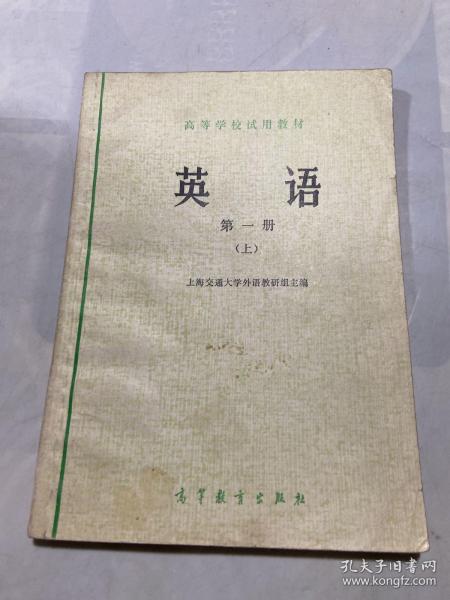 高等学校试用教材
英语
第一册
（上）
上海交通大学外语教研组主编
高等教育出版社
孔夫子旧书网
www.kongfz.com